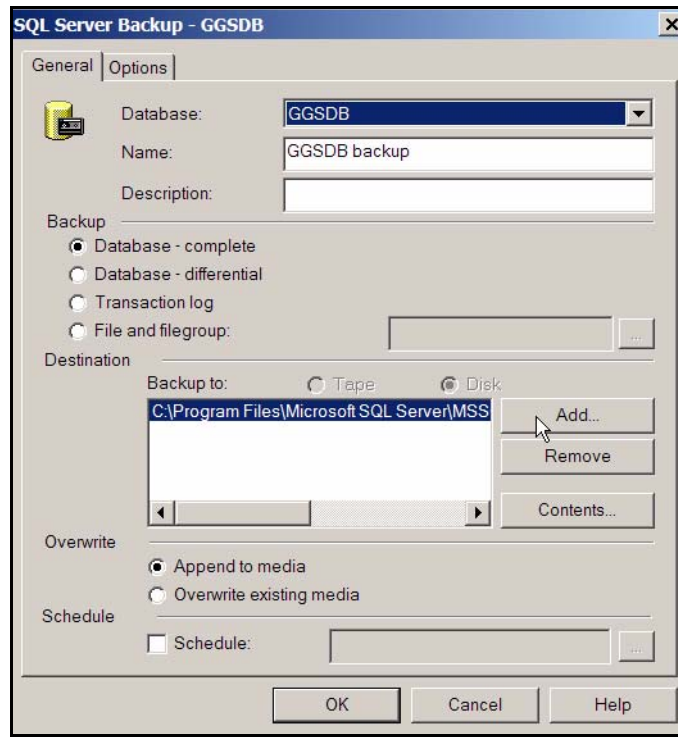 SQL Server Backup - GGSDB
General Options
Database: GGSDB
Name: GGSDB backup
Description:
Backup
Database - complete
Database - differential
Transaction log
File and filegroup: ...
Destination
Backup to: Tape Disk
C:\Program Files\Microsoft SQL Server\MSS
Add...
Remove
Contents...
Overwrite
Append to media
Overwrite existing media
Schedule
Schedule: ...
OK Cancel Help